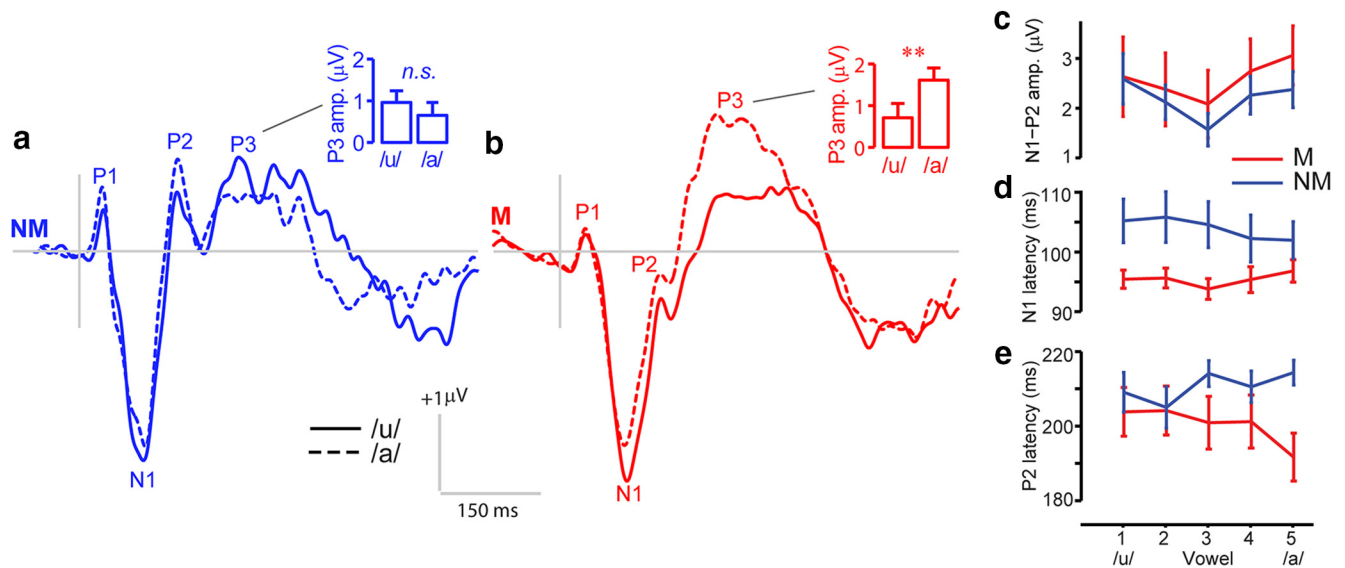 a
NM
P1
P2
P3
N1
P3 amp. (µV)
2
1
0
n.s.
/u/ /a/
/u/
/a/
+1µV
150 ms
b
M
P1
P2
P3
N1
P3 amp. (µV)
2
1
0
**
/u/ /a/
c
N1−P2 amp. (µV)
3
2
1
M
NM
d
N1 latency (ms)
110
100
90
e
P2 latency (ms)
220
200
180
1 2 3 4 5
/u/ Vowel /a/